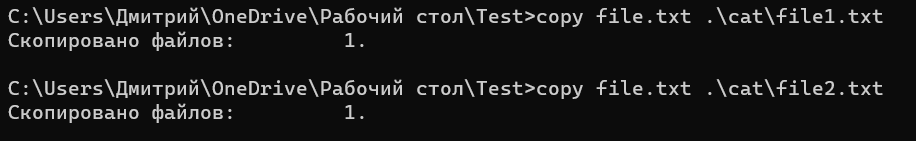 C:\Users\Дмитрий\OneDrive\Рабочий стол\Test>copy file.txt .\cat\file1.txt
Скопировано файлов:         1.
C:\Users\Дмитрий\OneDrive\Рабочий стол\Test>copy file.txt .\cat\file2.txt
Скопировано файлов:         1.